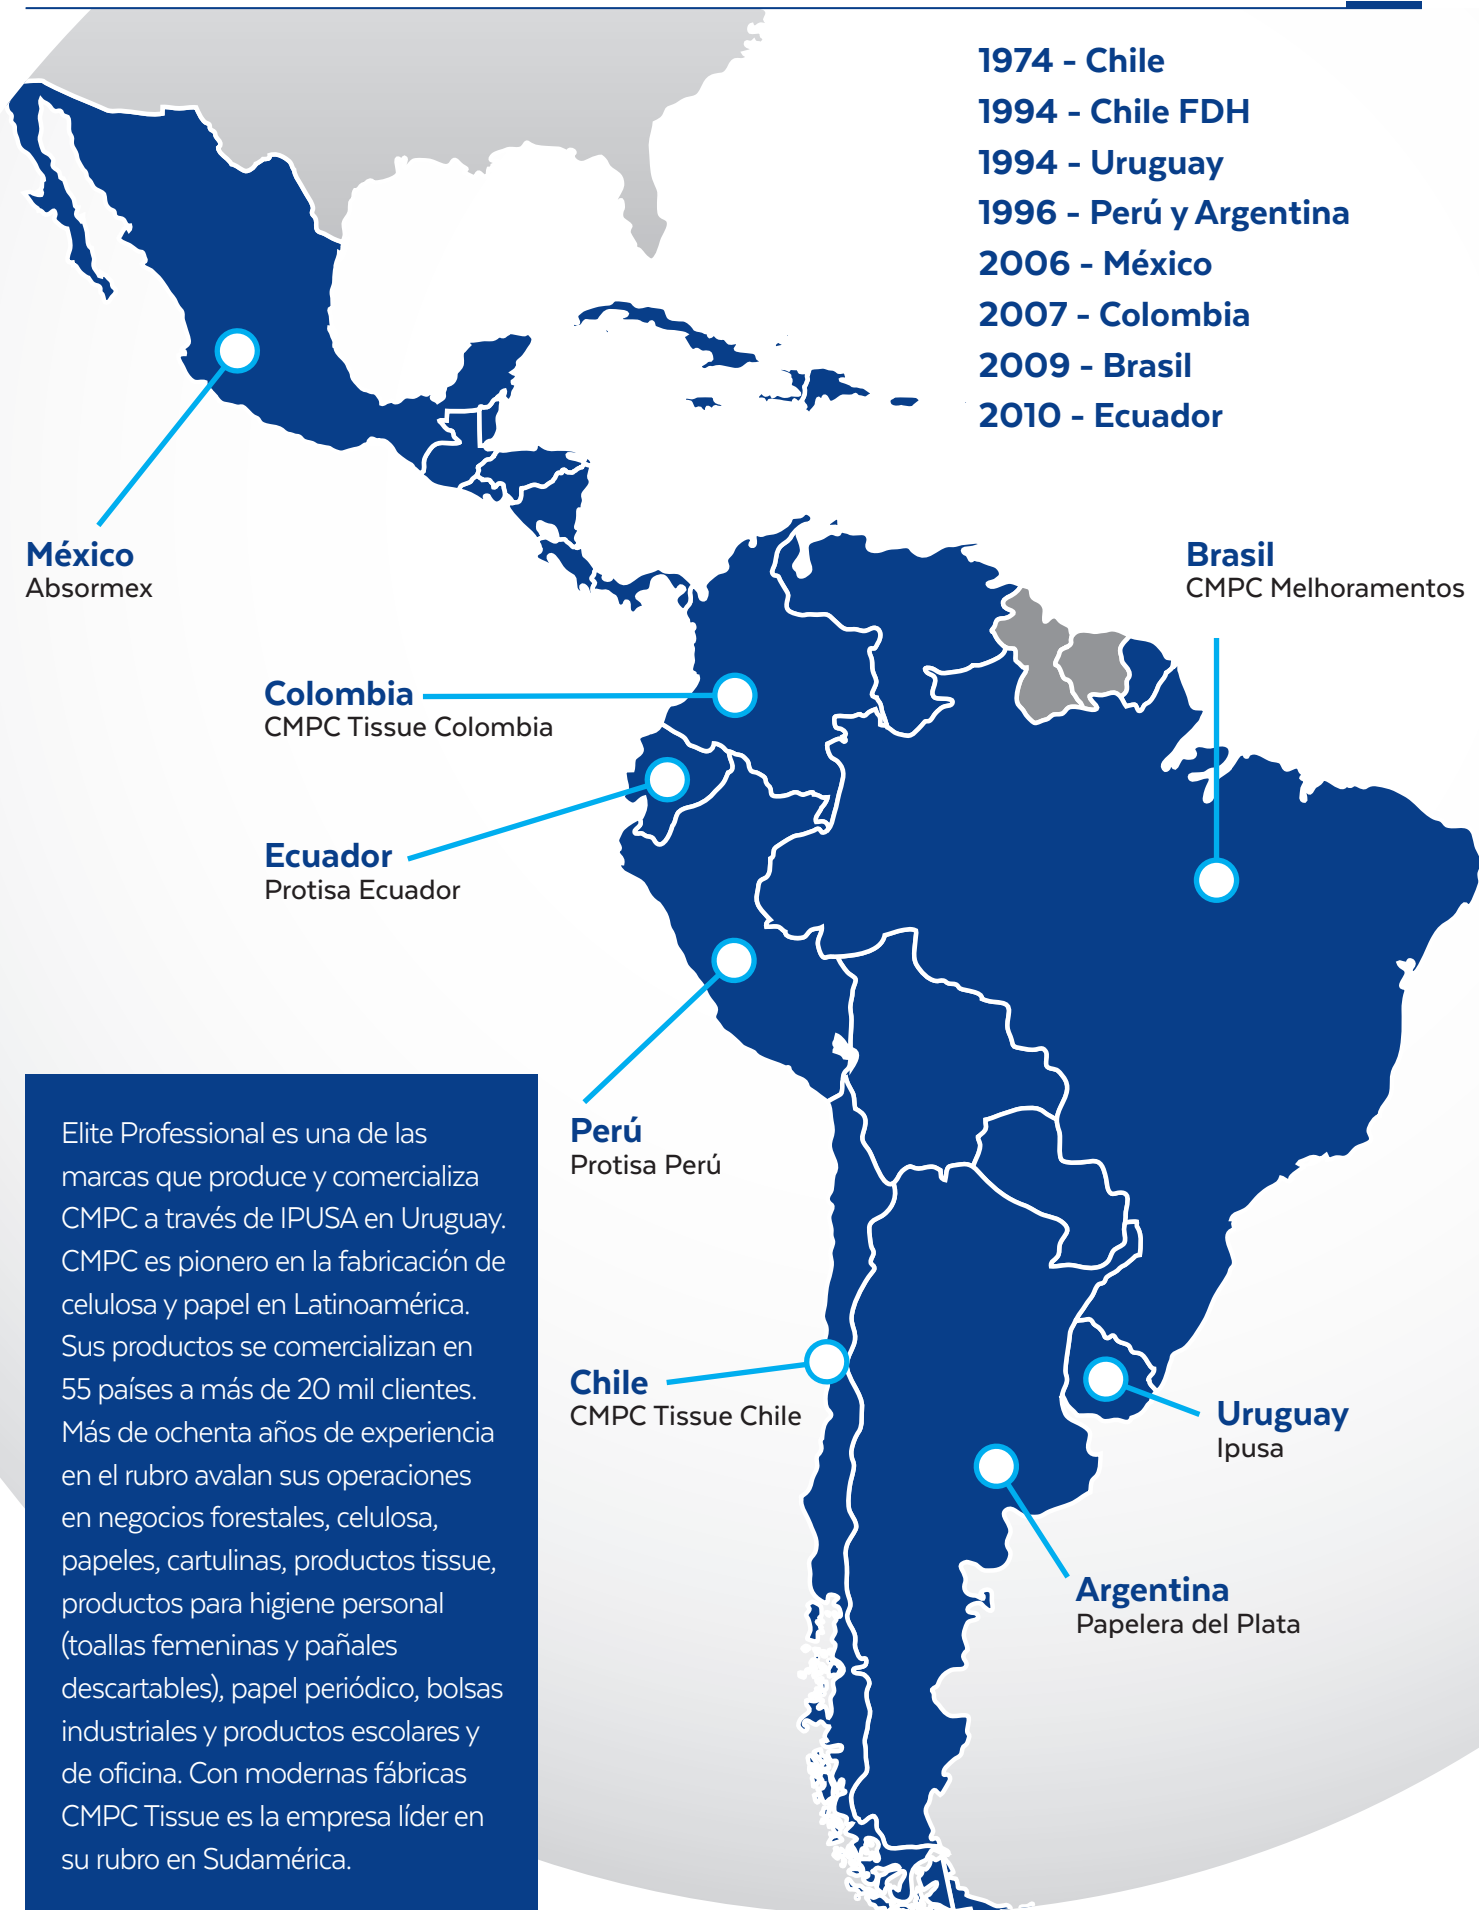 1974 - Chile
1994 - Chile FDH
1994 - Uruguay
1996 - Perú y Argentina
2006 - México
2007 - Colombia
2009 - Brasil
2010 - Ecuador
México
Absormex
Brasil
CMPC Melhoramentos
Colombia
CMPC Tissue Colombia
Ecuador
Protisa Ecuador
Perú
Protisa Perú
Chile
CMPC Tissue Chile
Uruguay
Ipusa
Argentina
Papelera del Plata
Elite Professional es una de las
marcas que produce y comercializa
CMPC a través de IPUSA en Uruguay.
CMPC es pionero en la fabricación de
celulosa y papel en Latinoamérica.
Sus productos se comercializan en
55 países a más de 20 mil clientes.
Más de ochenta años de experiencia
en el rubro avalan sus operaciones
en negocios forestales, celulosa,
papeles, cartulinas, productos tissue,
productos para higiene personal
(toallas femeninas y pañales
descartables), papel periódico, bolsas
industriales y productos escolares y
de oficina. Con modernas fábricas
CMPC Tissue es la empresa líder en
su rubro en Sudamérica.